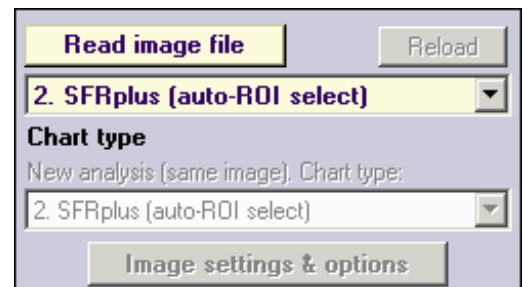 Read image file Reload
2. SFRplus (auto-ROI select)
Chart type
New analysis (same image). Chart type:
2. SFRplus (auto-ROI select)
Image settings & options